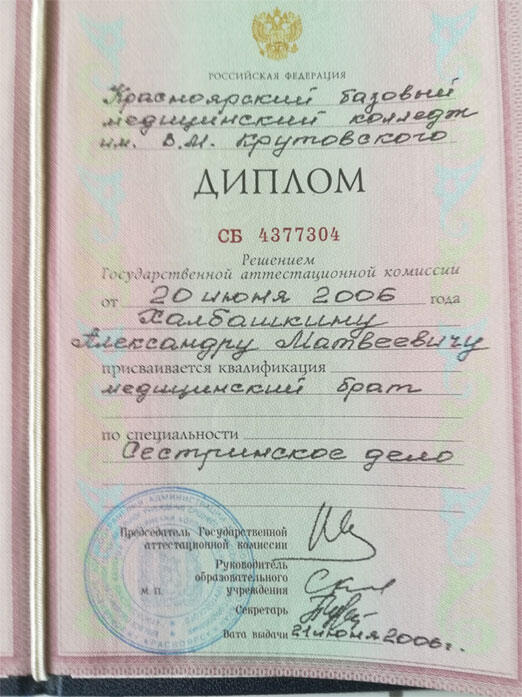 РОССИЙСКАЯ ФЕДЕРАЦИЯ
Красноярский базовый
медицинский колледж
им. В.М. Крутовского
ДИПЛОМ
СБ 4377304
Решением
Государственной аттестационной комиссии
от 20 июня 2006 года
Халбашкину
Александру Матвеевичу
присваивается квалификация
медицинский брат
по специальности
Сестринское дело
Председатель Государственной
аттестационной комиссии
Руководитель
образовательного
учреждения
М. П.
Секретарь
Дата выдачи 21 июня 2006г.